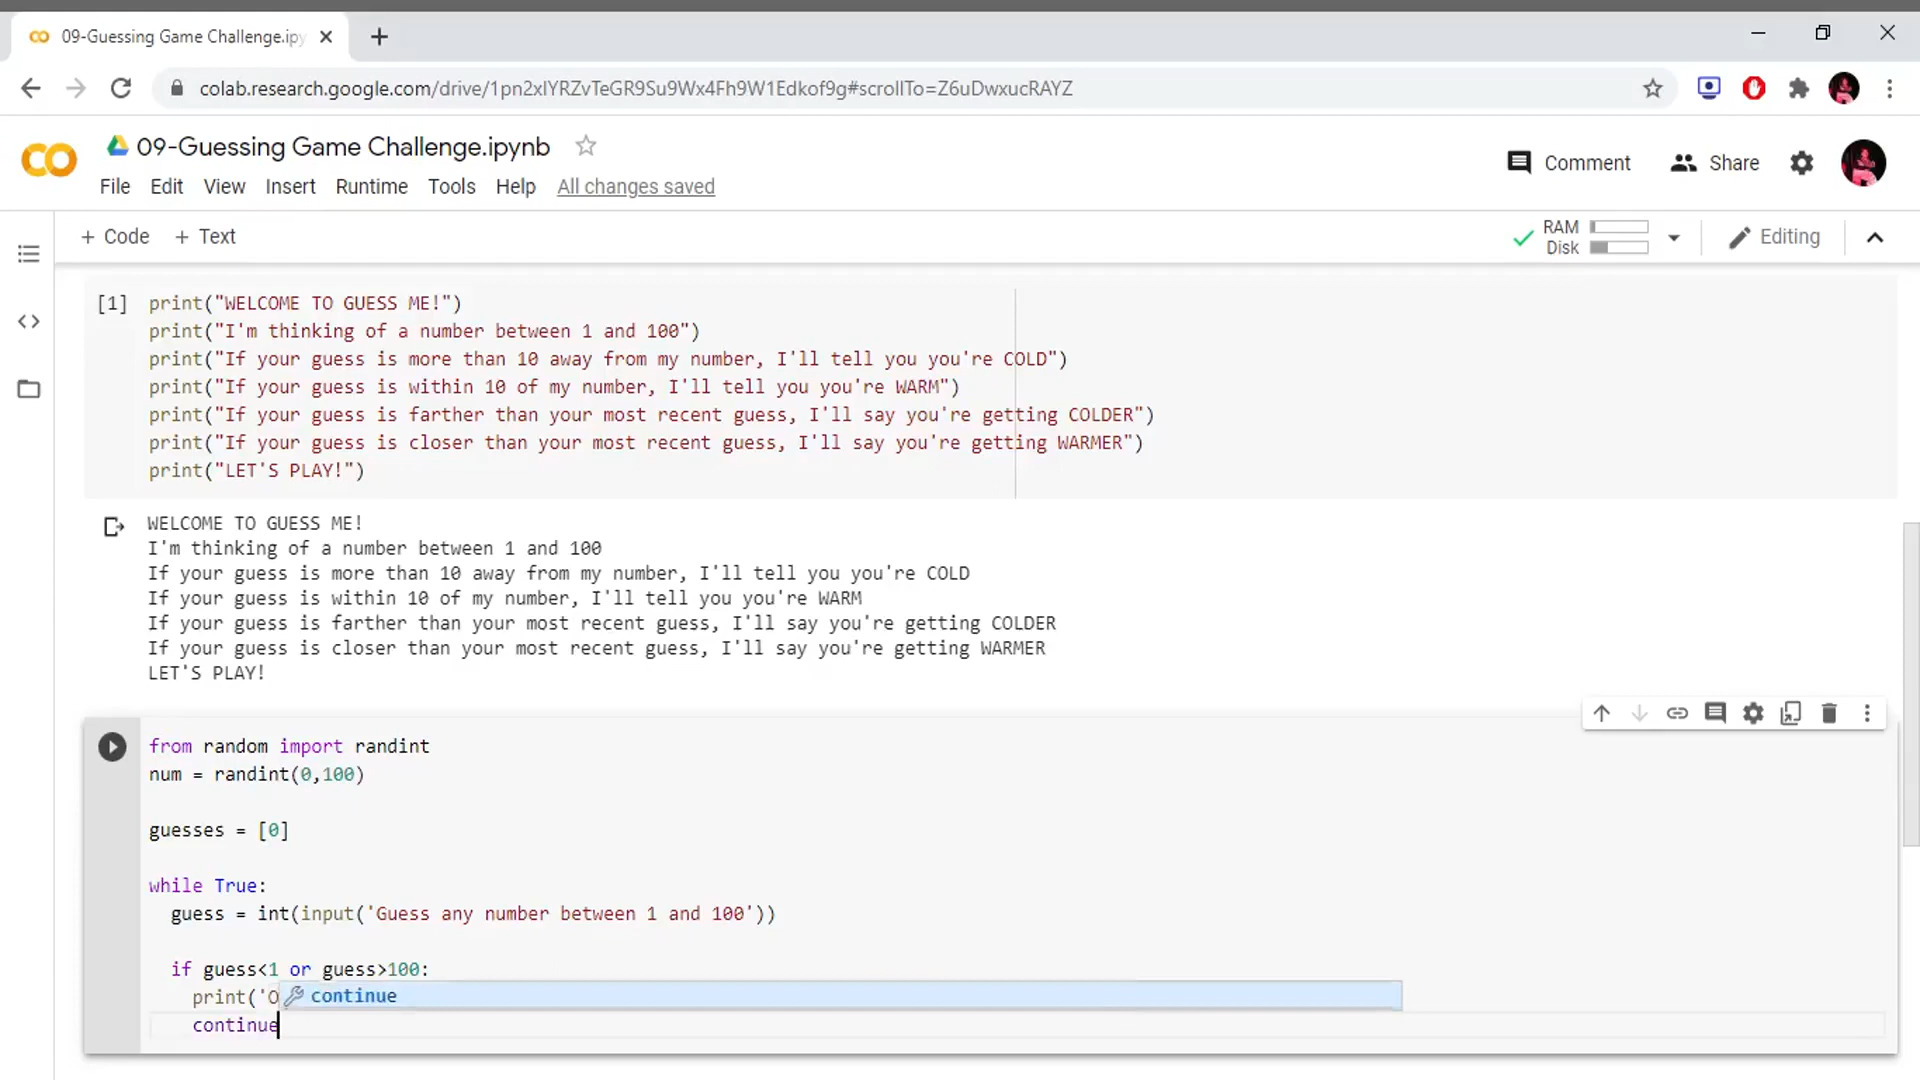 09-Guessing Game Challenge.ipy
colab.research.google.com/drive/1pn2xIYRZvTeGR9Su9Wx4Fh9W1Edkof9g#scrollTo=Z6uDwxucRAYZ
09-Guessing Game Challenge.ipynb
Comment Share
File Edit View Insert Runtime Tools Help All changes saved
+ Code + Text
RAM
Disk
Editing
[1] print("WELCOME TO GUESS ME!")
print("I'm thinking of a number between 1 and 100")
print("If your guess is more than 10 away from my number, I'll tell you you're COLD")
print("If your guess is within 10 of my number, I'll tell you you're WARM")
print("If your guess is farther than your most recent guess, I'll say you're getting COLDER")
print("If your guess is closer than your most recent guess, I'll say you're getting WARMER")
print("LET'S PLAY!")
WELCOME TO GUESS ME!
I'm thinking of a number between 1 and 100
If your guess is more than 10 away from my number, I'll tell you you're COLD
If your guess is within 10 of my number, I'll tell you you're WARM
If your guess is farther than your most recent guess, I'll say you're getting COLDER
If your guess is closer than your most recent guess, I'll say you're getting WARMER
LET'S PLAY!
from random import randint
num = randint(0,100)
guesses = [0]
while True:
guess = int(input('Guess any number between 1 and 100'))
if guess<1 or guess>100:
print('O
continue
continue